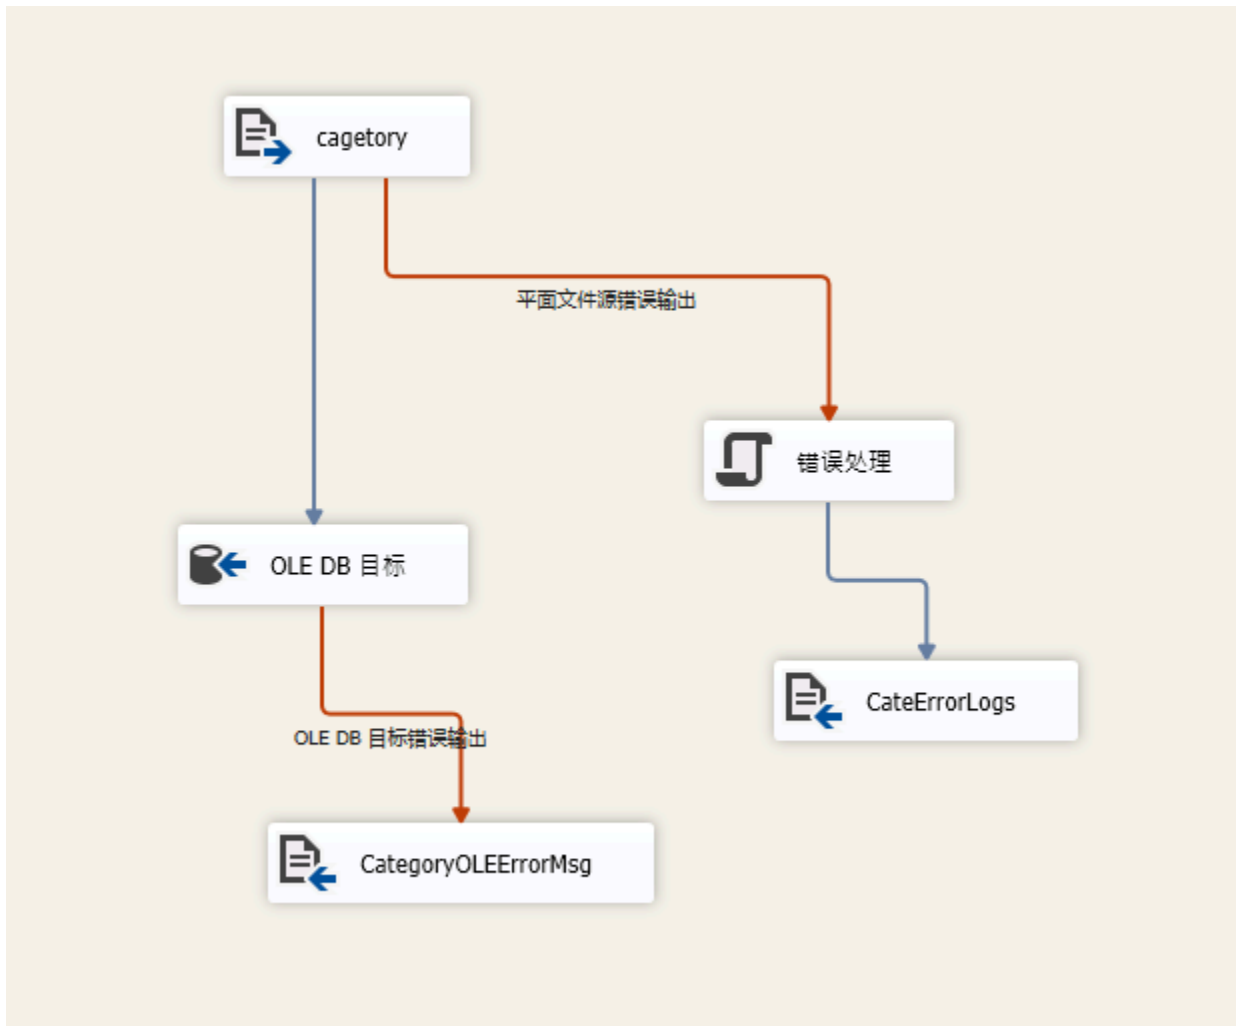 cagetory
平面文件源错误输出
错误处理
OLE DB 目标
CateErrorLogs
OLE DB 目标错误输出
CategoryOLEErrorMsg